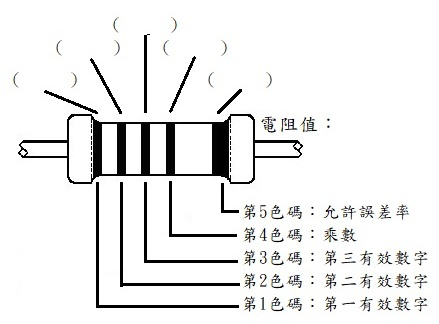 (　　)
(　　)
(　　)
(　　)
(　　)
電阻值：
第5色碼：允許誤差率
第4色碼：乘數
第3色碼：第三有效數字
第2色碼：第二有效數字
第1色碼：第一有效數字